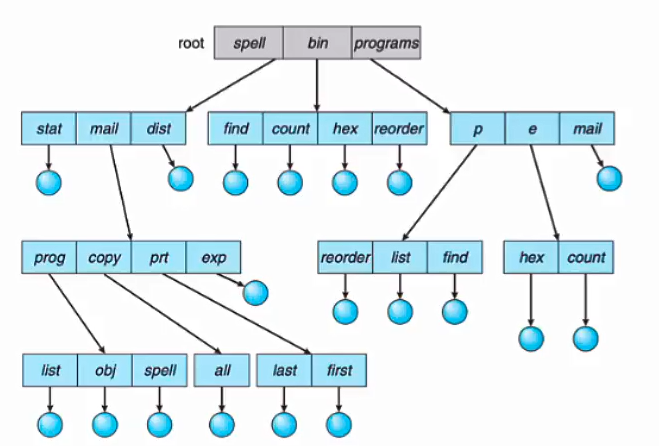 root spell bin programs
stat mail dist find count hex reorder p e mail
prog copy prt exp reorder list find hex count
list obj spell all last first